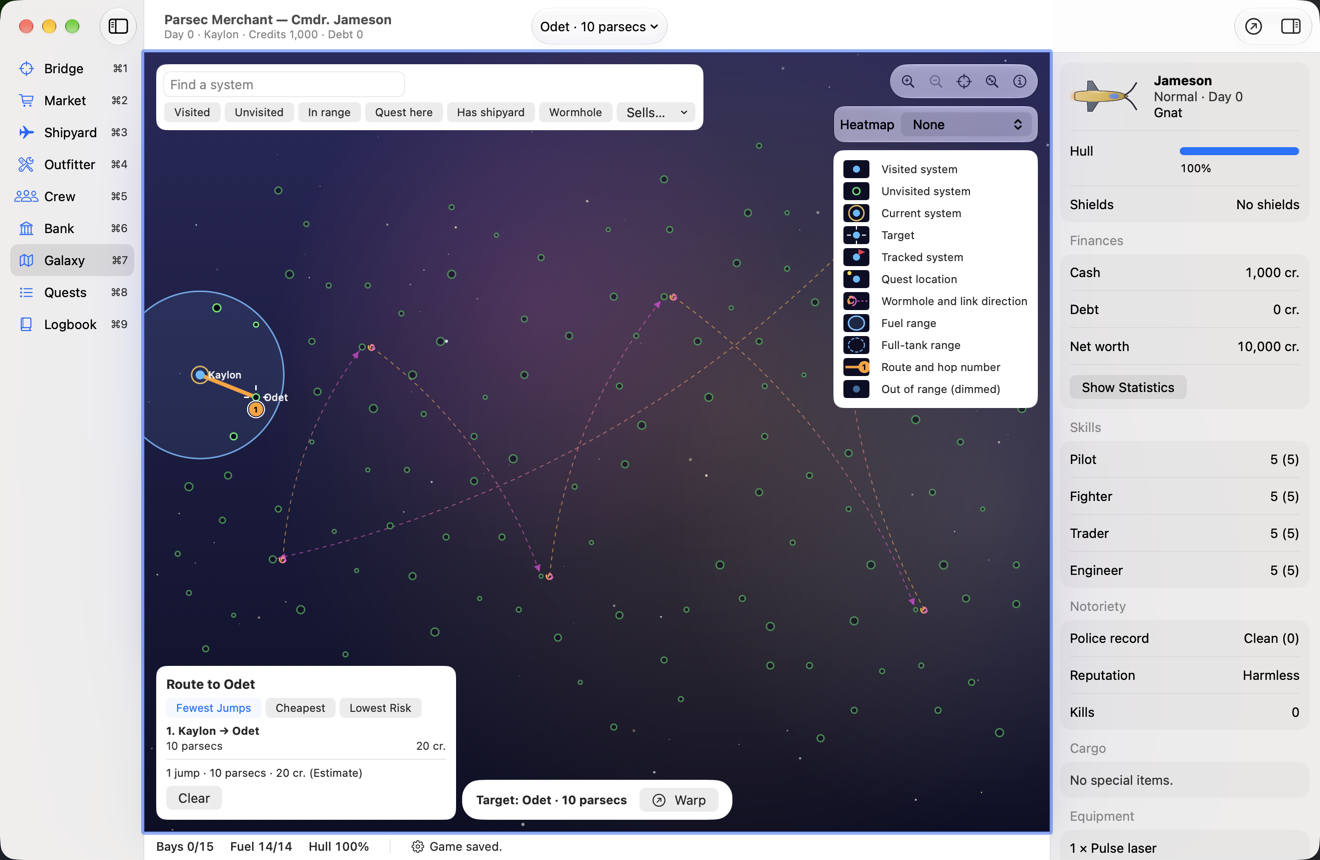 Parsec Merchant — Cmdr. Jameson
Day 0 · Kaylon · Credits 1,000 · Debt 0
Odet · 10 parsecs
Bridge ⌘1
Market ⌘2
Shipyard ⌘3
Outfitter ⌘4
Crew ⌘5
Bank ⌘6
Galaxy ⌘7
Quests ⌘8
Logbook ⌘9
Find a system
Visited Unvisited In range Quest here Has shipyard Wormhole Sells...
Heatmap None
Visited system
Unvisited system
Current system
Target
Tracked system
Quest location
Wormhole and link direction
Fuel range
Full-tank range
1 Route and hop number
Out of range (dimmed)
Kaylon
Odet
1
Route to Odet
Fewest Jumps Cheapest Lowest Risk
1. Kaylon → Odet
10 parsecs 20 cr.
1 jump · 10 parsecs · 20 cr. (Estimate)
Clear
Target: Odet · 10 parsecs Warp
Bays 0/15 Fuel 14/14 Hull 100% Game saved.
Jameson
Normal · Day 0
Gnat
Hull
100%
Shields No shields
Finances
Cash 1,000 cr.
Debt 0 cr.
Net worth 10,000 cr.
Show Statistics
Skills
Pilot 5 (5)
Fighter 5 (5)
Trader 5 (5)
Engineer 5 (5)
Notoriety
Police record Clean (0)
Reputation Harmless
Kills 0
Cargo
No special items.
Equipment
1 × Pulse laser